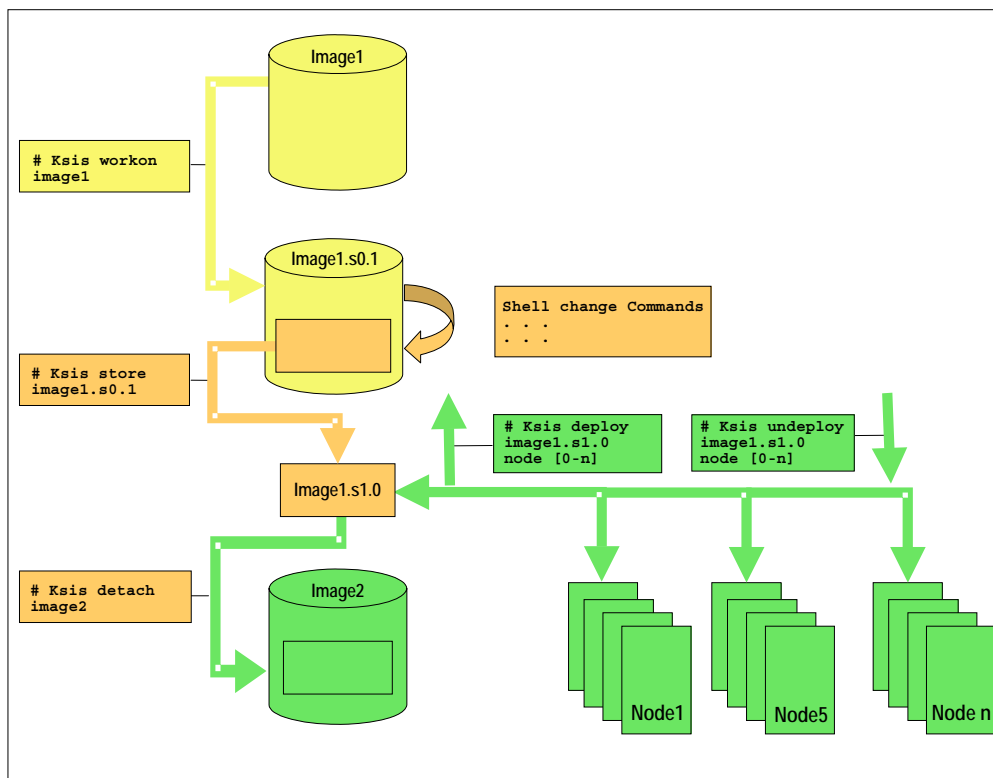 Image1
# Ksis workon
image1
Image1.s0.1
Shell change Commands
. . .
. . .
# Ksis store
image1.s0.1
# Ksis deploy
image1.s1.0
node [0-n]
# Ksis undeploy
image1.s1.0
node [0-n]
Image1.s1.0
# Ksis detach
image2
Image2
Node1
Node5
Node n